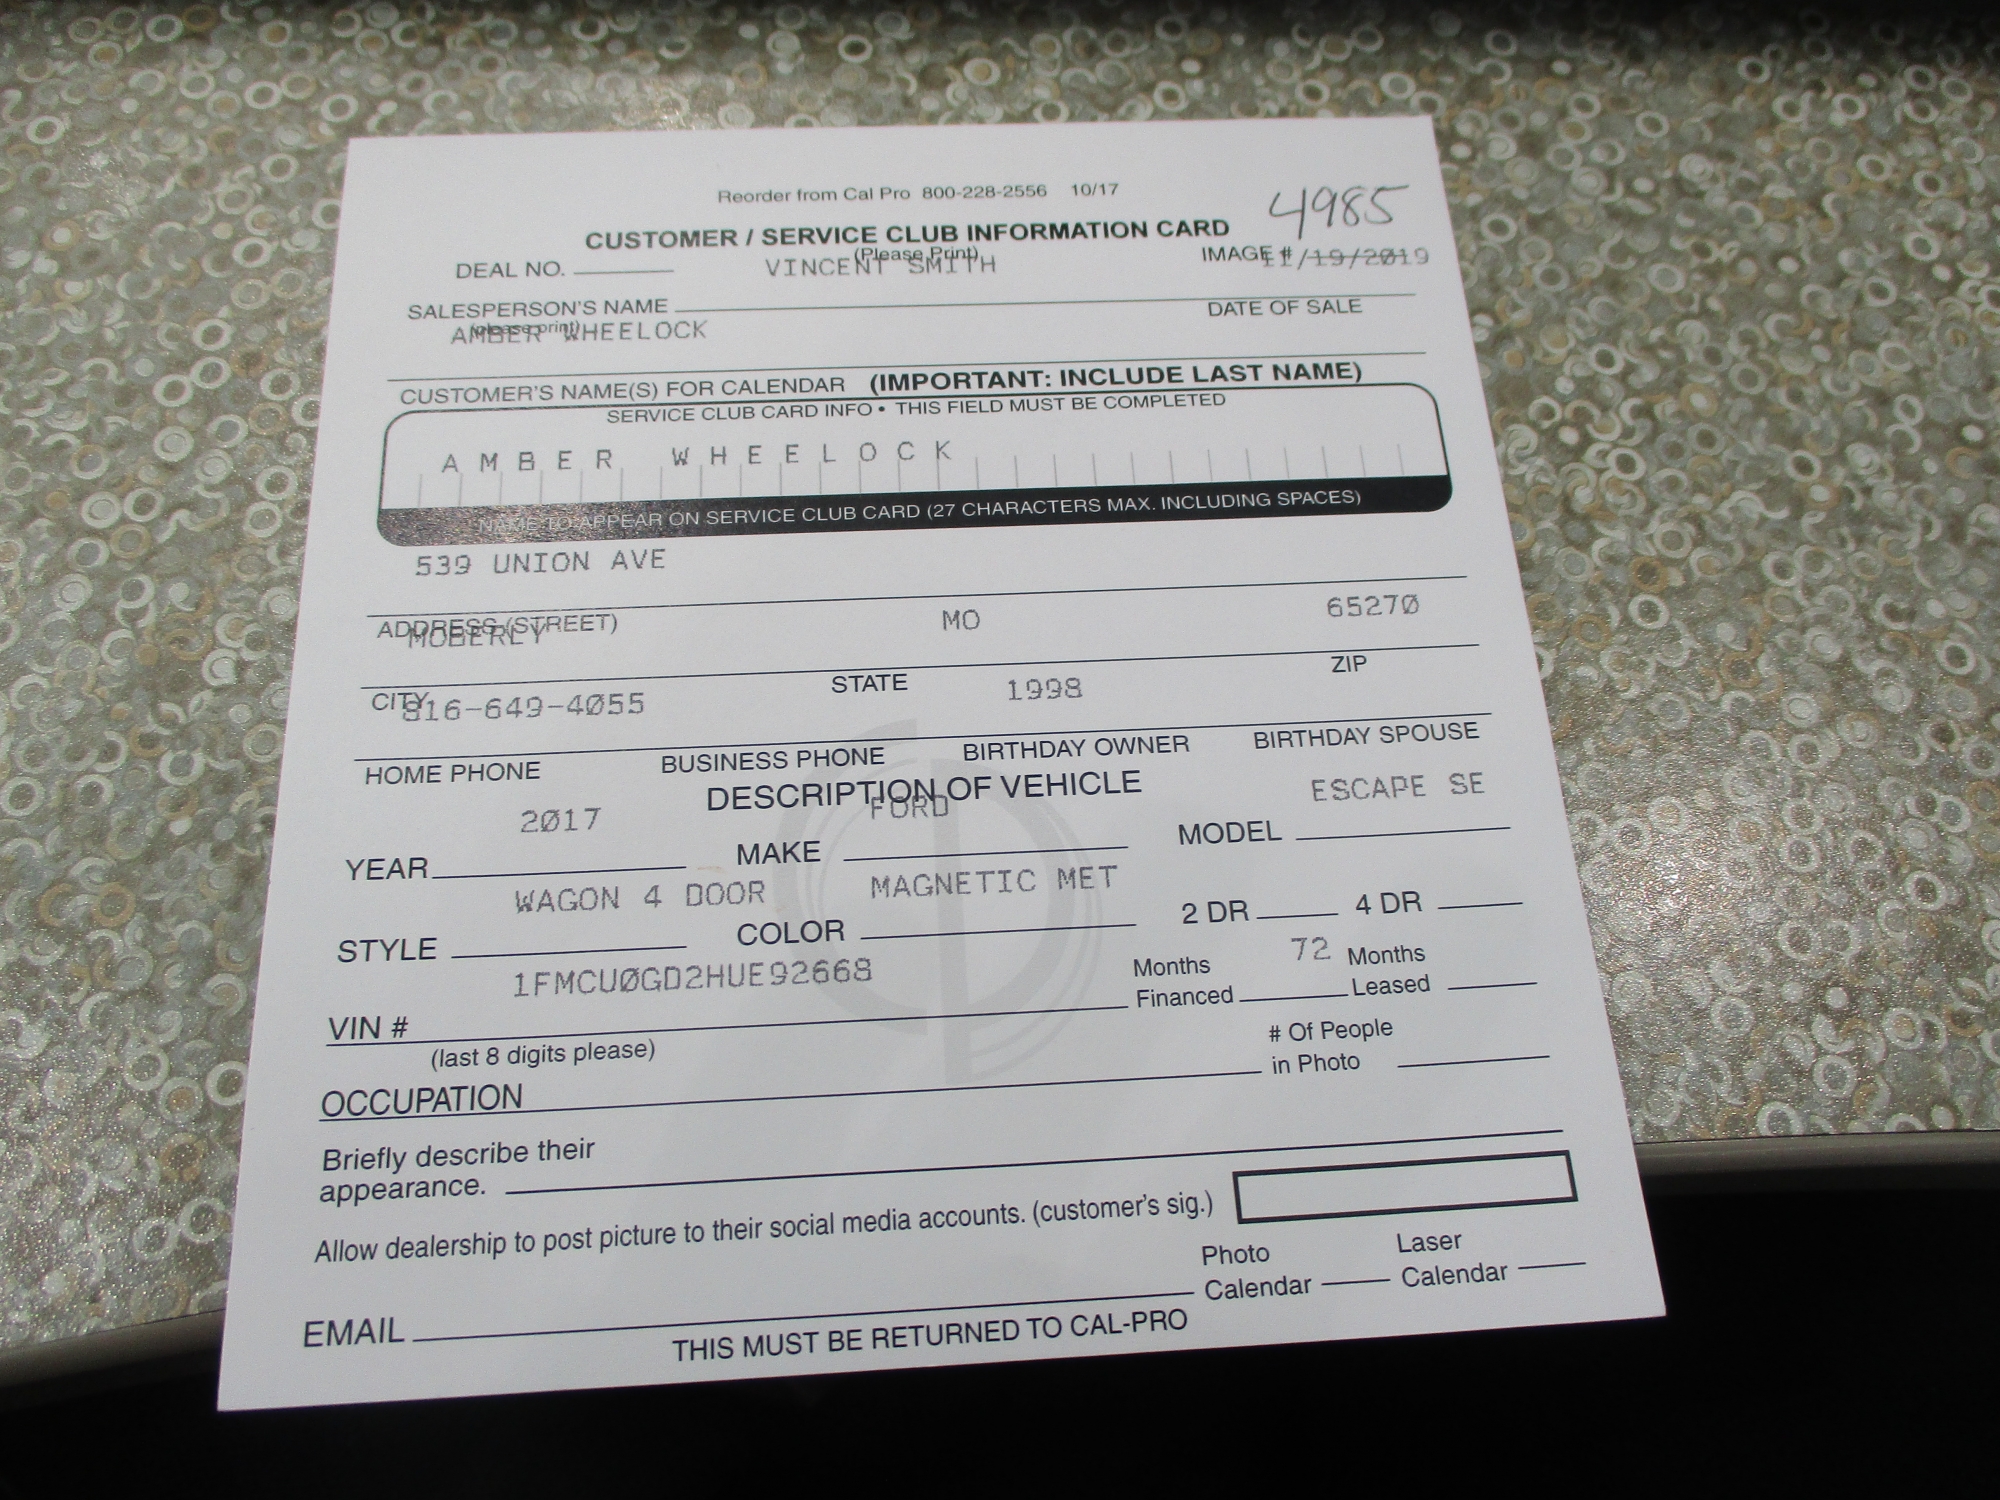 Reorder from Cal Pro 800-228-2556 10/17
4985
CUSTOMER / SERVICE CLUB INFORMATION CARD
(Please Print)
DEAL NO. IMAGE #
VINCENT SMITH 11/19/2019
SALESPERSON'S NAME DATE OF SALE
(please print)
AMBER WHEELOCK
CUSTOMER'S NAME(S) FOR CALENDAR (IMPORTANT: INCLUDE LAST NAME)
SERVICE CLUB CARD INFO • THIS FIELD MUST BE COMPLETED
AMBER WHEELOCK
NAME TO APPEAR ON SERVICE CLUB CARD (27 CHARACTERS MAX. INCLUDING SPACES)
539 UNION AVE
ADDRESS (STREET)
MOBERLY MO 65270
CITY STATE ZIP
816-649-4055 1998
HOME PHONE BUSINESS PHONE BIRTHDAY OWNER BIRTHDAY SPOUSE
DESCRIPTION OF VEHICLE
2017 FORD ESCAPE SE
YEAR MAKE MODEL
WAGON 4 DOOR MAGNETIC MET
STYLE COLOR 2 DR 4 DR
1FMCU0GD2HUE92668 72
VIN # Months Financed Months Leased
(last 8 digits please)
# Of People in Photo
OCCUPATION
Briefly describe their
appearance.
Allow dealership to post picture to their social media accounts. (customer's sig.)
Photo Calendar Laser Calendar
EMAIL
THIS MUST BE RETURNED TO CAL-PRO